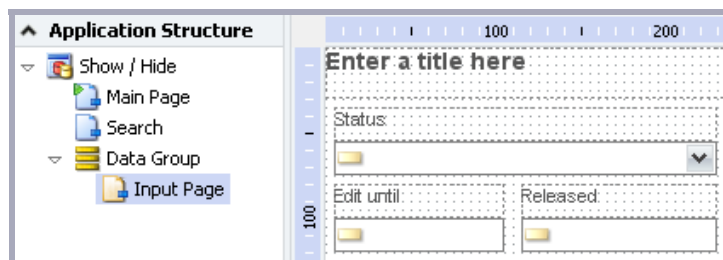 Application Structure
Show / Hide
Main Page
Search
Data Group
Input Page
100
200
100
Enter a title here
Status:
Edit until:
Released: